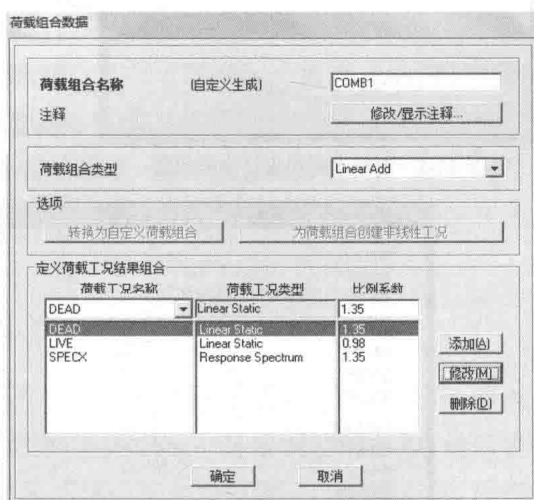 荷载组合数据
荷载组合名称 (自定义生成) COMB1
注释 修改/显示注释...
荷载组合类型 Linear Add
选项
转换为自定义荷载组合 为荷载组合创建非线性工况
定义荷载工况结果组合
荷载工况名称 荷载工况类型 比例系数
DEAD Linear Static 1.35
DEAD Linear Static 1.35
LIVE Linear Static 0.98
SPECX Response Spectrum 1.35
添加(A)
修改(M)
删除(D)
确定 取消